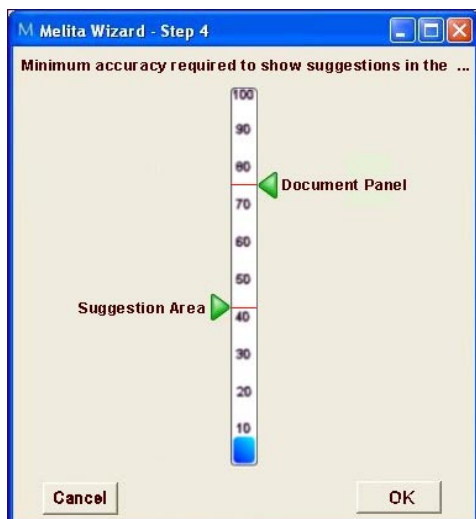 M Melita Wizard - Step 4
Minimum accuracy required to show suggestions in the ...
100
90
80
Document Panel
70
60
50
Suggestion Area
40
30
20
10
Cancel
OK